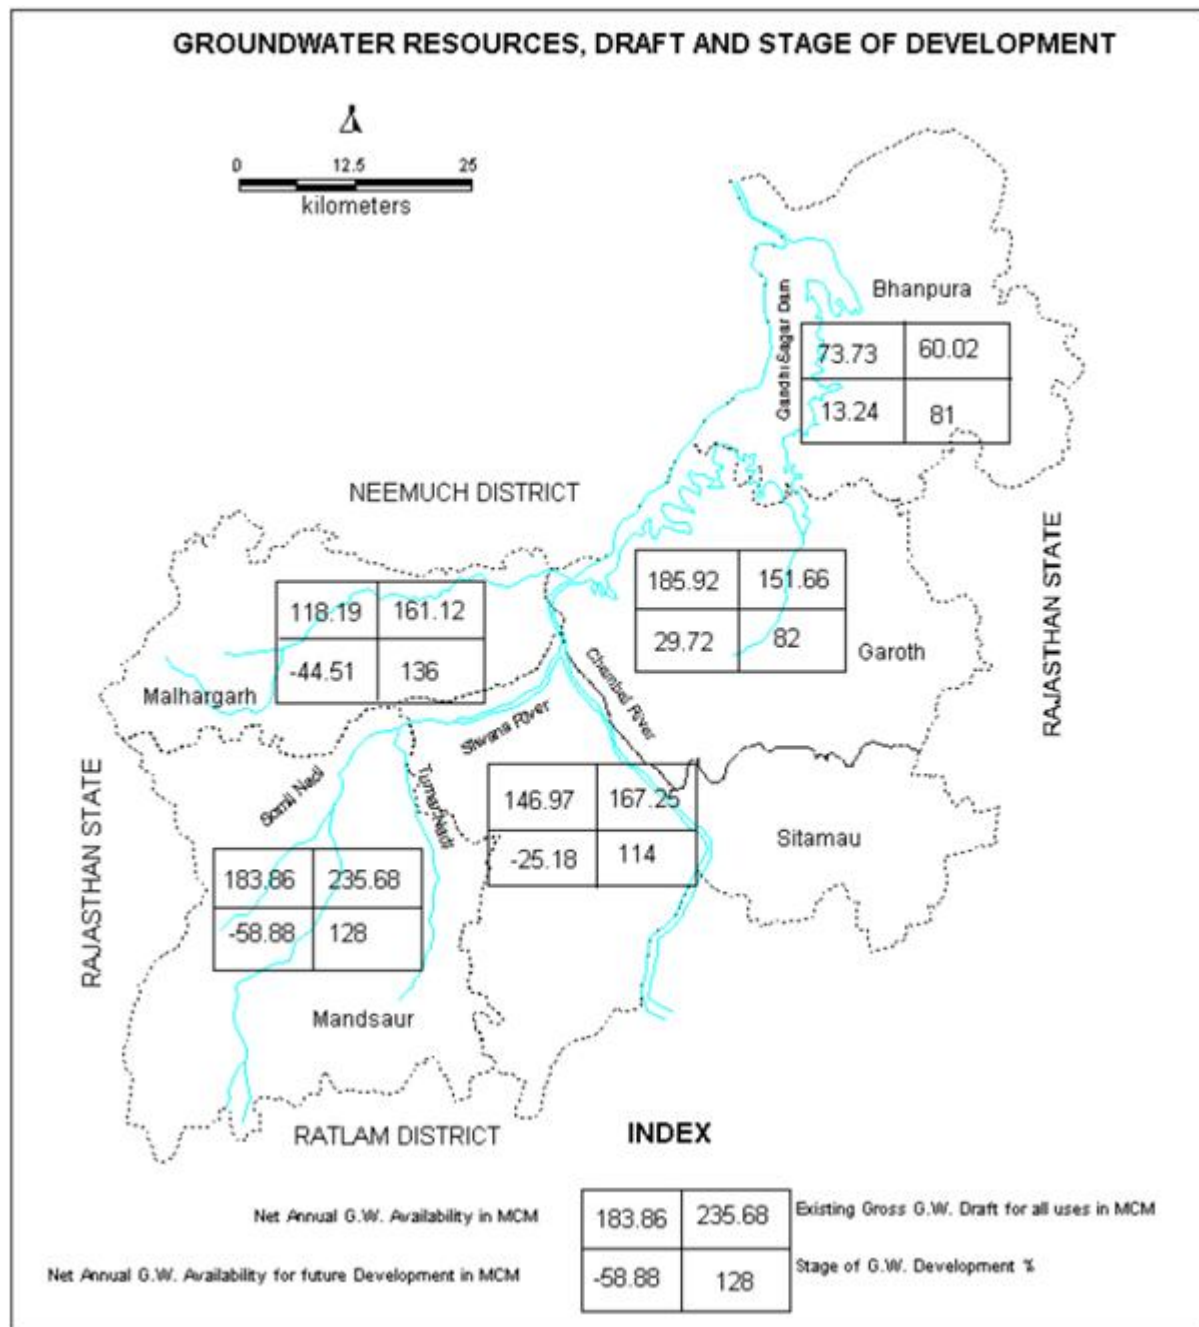 GROUNDWATER RESOURCES, DRAFT AND STAGE OF DEVELOPMENT
0 12.5 25
kilometers
Bhanpura
Gandhi Sagar Dam
73.73 60.02
13.24 81
NEEMUCH DISTRICT
RAJASTHAN STATE
185.92 151.66
29.72 82
Garoth
118.19 161.12
-44.51 136
Malhargarh
Chambal River
Siwana River
Somli Nadi
Tumar Nadi
RAJASTHAN STATE
146.97 167.25
-25.18 114
Sitamau
183.86 235.68
-58.88 128
Mandsaur
RATLAM DISTRICT
INDEX
Net Annual G.W. Availability in MCM
183.86 235.68
Existing Gross G.W. Draft for all uses in MCM
Net Annual G.W. Availability for future Development in MCM
-58.88 128
Stage of G.W. Development %